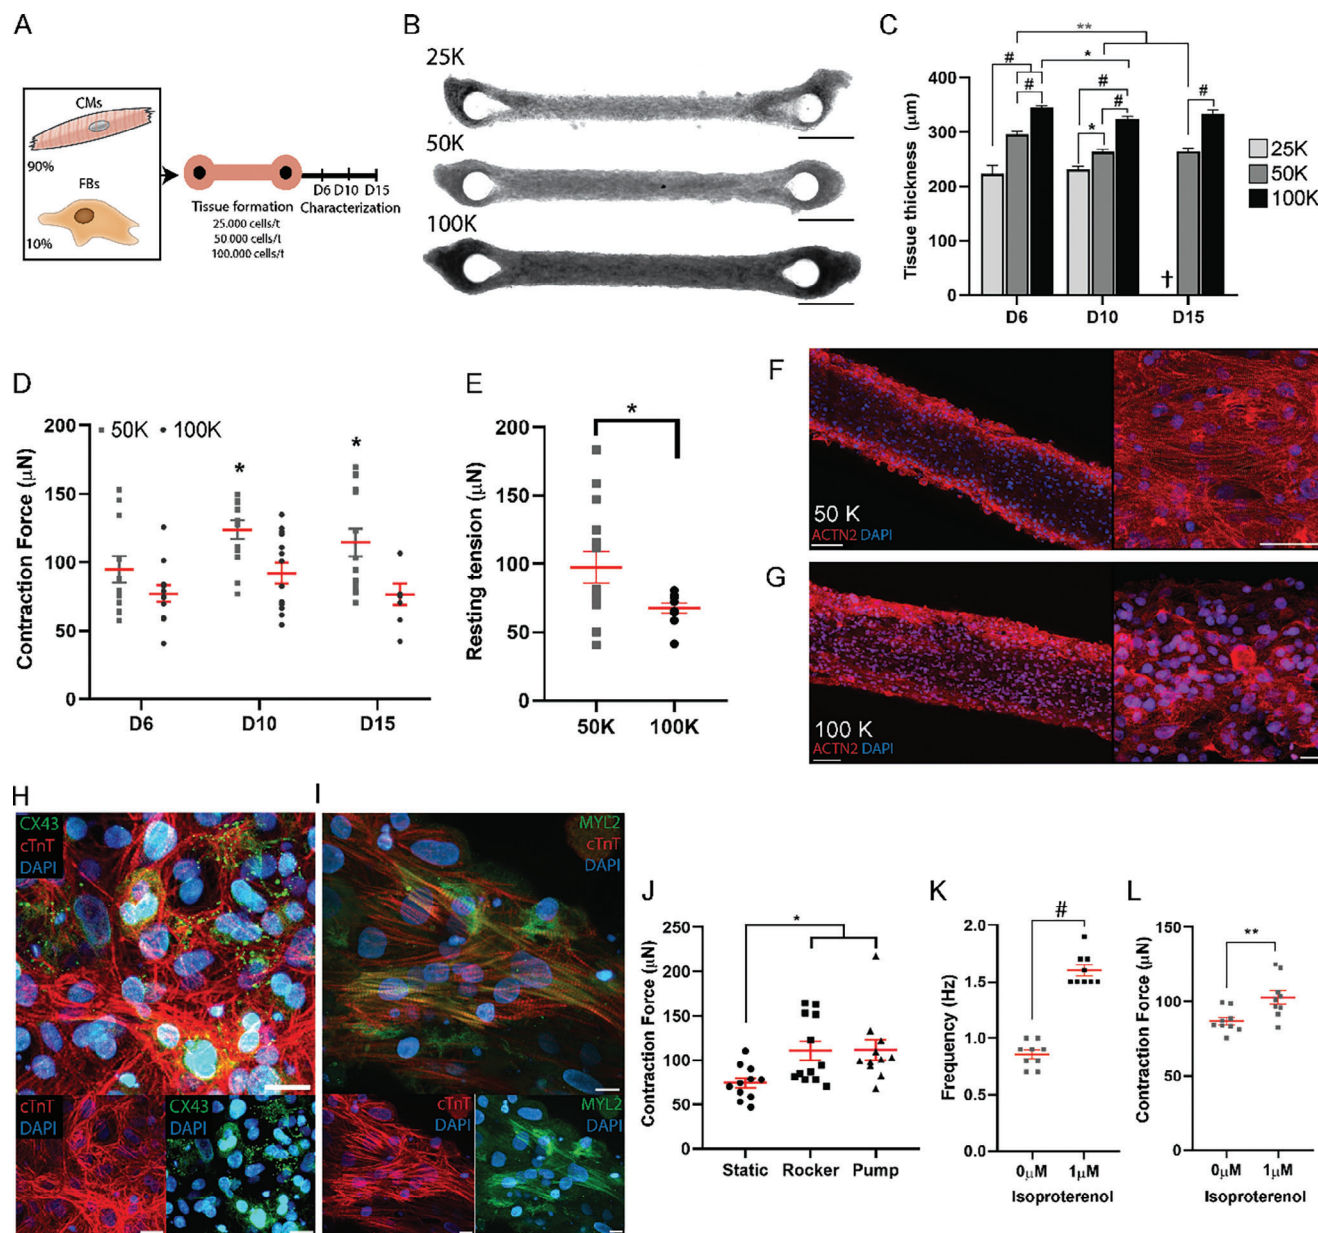 A
CMs
90%
FBs
10%
Tissue formation
25.000 cells/t
50 000 cells/t
100.000 cells/t
D6 D10 D15
Characterization
B
25K
50K
100K
C
Tissue thickness (μm)
400
300
200
100
0
# # ** * # # * #
†
D6 D10 D15
25K
50K
100K
D
Contraction Force (μN)
200
150
100
50
0
50K 100K
* *
D6 D10 D15
E
Resting tension (μN)
200
150
100
50
0
*
50K 100K
F
50 K
ACTN2 DAPI
G
100 K
ACTN2 DAPI
H
CX43
cTnT
DAPI
cTnT
DAPI
CX43
DAPI
I
MYL2
cTnT
DAPI
cTnT
DAPI
MYL2
DAPI
J
Contraction Force (μN)
250
200
150
100
50
0
*
Static Rocker Pump
K
Frequency (Hz)
2.0
1.5
1.0
0.5
0.0
#
0μM 1μM
Isoproterenol
L
Contraction Force (μN)
150
100
50
0
**
0μM 1μM
Isoproterenol